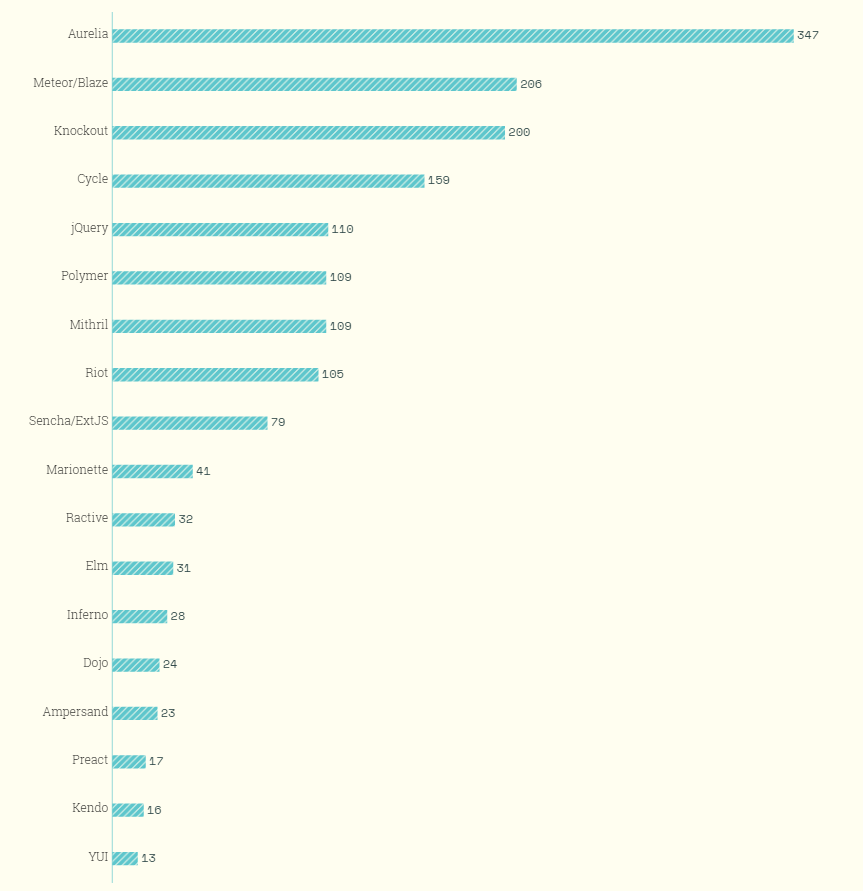 Aurelia 347
Meteor/Blaze 206
Knockout 200
Cycle 159
jQuery 110
Polymer 109
Mithril 109
Riot 105
Sencha/ExtJS 79
Marionette 41
Ractive 32
Elm 31
Inferno 28
Dojo 24
Ampersand 23
Preact 17
Kendo 16
YUI 13